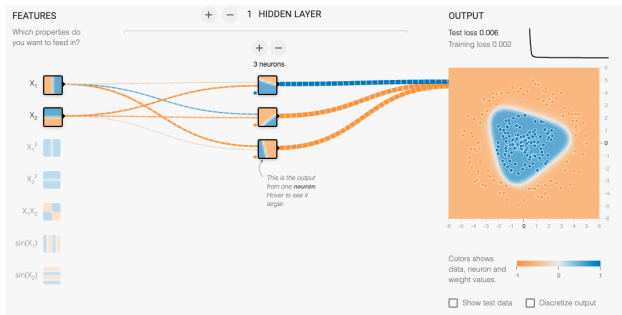 FEATURES
Which properties do
you want to feed in?
X₁
X₂
X₁²
X₂²
X₁X₂
sin(X₁)
sin(X₂)
+ − 1 HIDDEN LAYER
+ −
3 neurons
This is the output
from one neuron.
Hover to see it
larger.
OUTPUT
Test loss 0.006
Training loss 0.002
6
5
4
3
2
1
0
-1
-2
-3
-4
-5
-6
-6 -5 -4 -3 -2 -1 0 1 2 3 4 5 6
Colors shows
data, neuron and
weight values.
-1 0 1
Show test data Discretize output